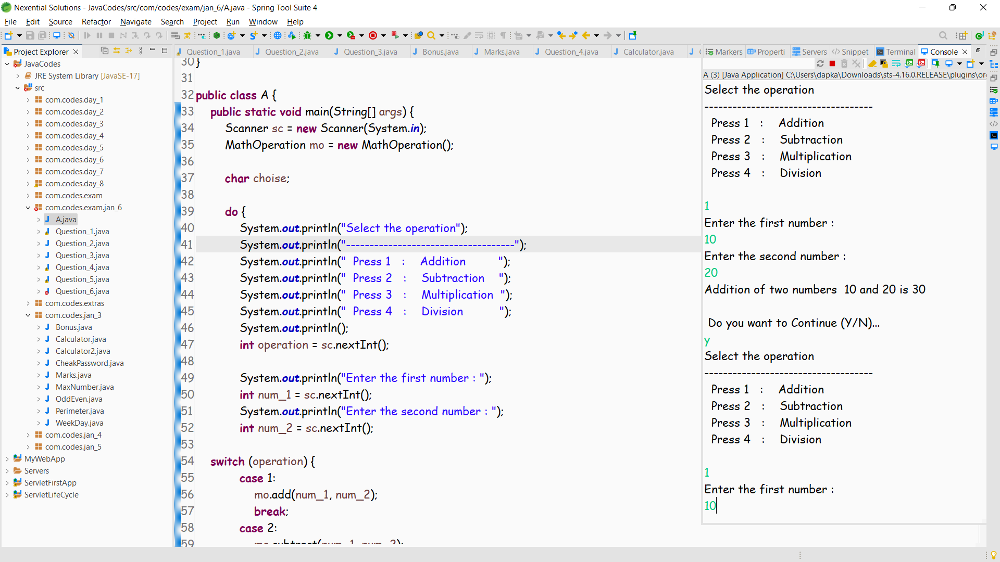 Nexential Solutions - JavaCodes/src/com/codes/exam/jan_6/A.java - Spring Tool Suite 4
File Edit Source Refactor Navigate Search Project Run Window Help
Project Explorer
JavaCodes
JRE System Library [JavaSE-17]
src
com.codes.day_1
com.codes.day_2
com.codes.day_3
com.codes.day_4
com.codes.day_5
com.codes.day_6
com.codes.day_7
com.codes.day_8
com.codes.exam
com.codes.exam.jan_6
A.java
Question_1.java
Question_2.java
Question_3.java
Question_4.java
Question_5.java
Question_6.java
com.codes.extras
com.codes.jan_3
Bonus.java
Calculator.java
Calculator2.java
CheakPassword.java
Marks.java
MaxNumber.java
OddEven.java
Perimeter.java
WeekDay.java
com.codes.jan_4
com.codes.jan_5
MyWebApp
Servers
ServletFirstApp
ServletLifeCycle
Question_1.java Question_2.java Question_3.java Bonus.java Marks.java Question_4.java Calculator.java
30 }
31
32 public class A {
33 public static void main(String[] args) {
34 Scanner sc = new Scanner(System.in);
35 MathOperation mo = new MathOperation();
36
37 char choise;
38
39 do {
40 System.out.println("Select the operation");
41 System.out.println("------------------------------------");
42 System.out.println("  Press 1   :    Addition         ");
43 System.out.println("  Press 2   :    Subtraction    ");
44 System.out.println("  Press 3   :    Multiplication  ");
45 System.out.println("  Press 4   :    Division          ");
46 System.out.println();
47 int operation = sc.nextInt();
48
49 System.out.println("Enter the first number : ");
50 int num_1 = sc.nextInt();
51 System.out.println("Enter the second number : ");
52 int num_2 = sc.nextInt();
53
54 switch (operation) {
55 case 1:
56 mo.add(num_1, num_2);
57 break;
58 case 2:
59 mo.subtract(num_1, num_2);
Markers Properti Servers Snippet Terminal Console
A (3) [Java Application] C:\Users\dapka\Downloads\sts-4.16.0.RELEASE\plugins\or
Select the operation
------------------------------------
Press 1 : Addition
Press 2 : Subtraction
Press 3 : Multiplication
Press 4 : Division
1
Enter the first number :
10
Enter the second number :
20
Addition of two numbers  10 and 20 is 30
Do you want to Continue (Y/N)...
y
Select the operation
------------------------------------
Press 1 : Addition
Press 2 : Subtraction
Press 3 : Multiplication
Press 4 : Division
1
Enter the first number :
10